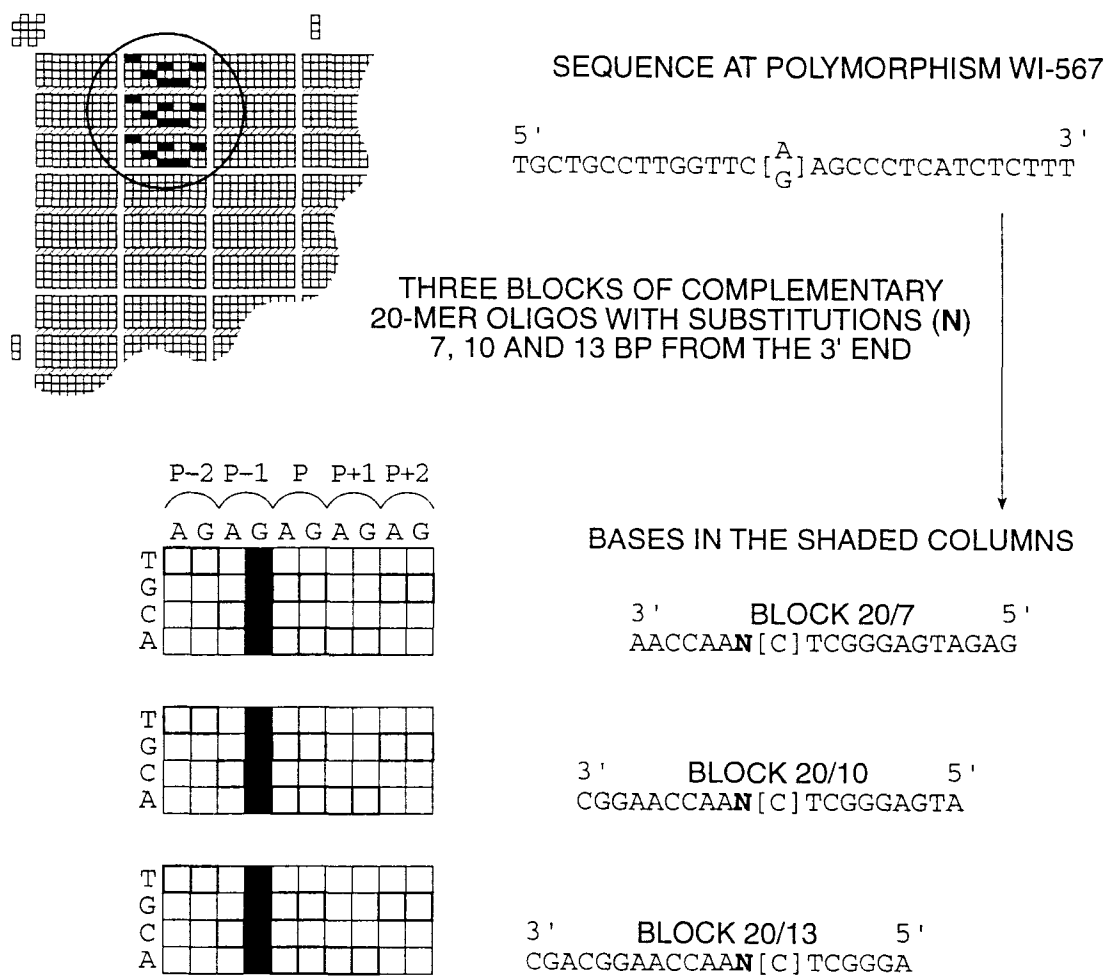 SEQUENCE AT POLYMORPHISM WI-567
5' 3'
TGCTGCCTTGGTTC[A/G]AGCCCTCATCTCTTT
THREE BLOCKS OF COMPLEMENTARY
20-MER OLIGOS WITH SUBSTITUTIONS (N)
7, 10 AND 13 BP FROM THE 3' END
P-2 P-1 P P+1 P+2
A G A G A G A G A G
T
G
C
A
BASES IN THE SHADED COLUMNS
3' BLOCK 20/7 5'
AACCAAN[C]TCGGGAGTAGAG
T
G
C
A
3' BLOCK 20/10 5'
CGGAACCAAN[C]TCGGGAGTA
T
G
C
A
3' BLOCK 20/13 5'
CGACGGAACCAAN[C]TCGGGA